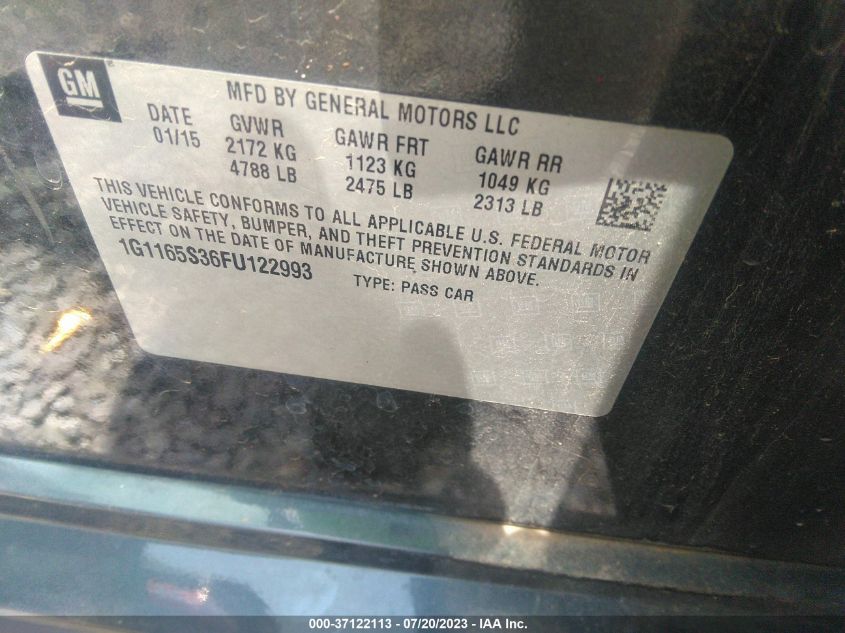 GM
MFD BY GENERAL MOTORS LLC
DATE GVWR GAWR FRT GAWR RR
01/15 2172 KG 1123 KG 1049 KG
4788 LB 2475 LB 2313 LB
THIS VEHICLE CONFORMS TO ALL APPLICABLE U.S. FEDERAL MOTOR
VEHICLE SAFETY, BUMPER, AND THEFT PREVENTION STANDARDS IN
EFFECT ON THE DATE OF MANUFACTURE SHOWN ABOVE.
1G1165S36FU122993 TYPE: PASS CAR
000-37122113 - 07/20/2023 - IAA Inc.